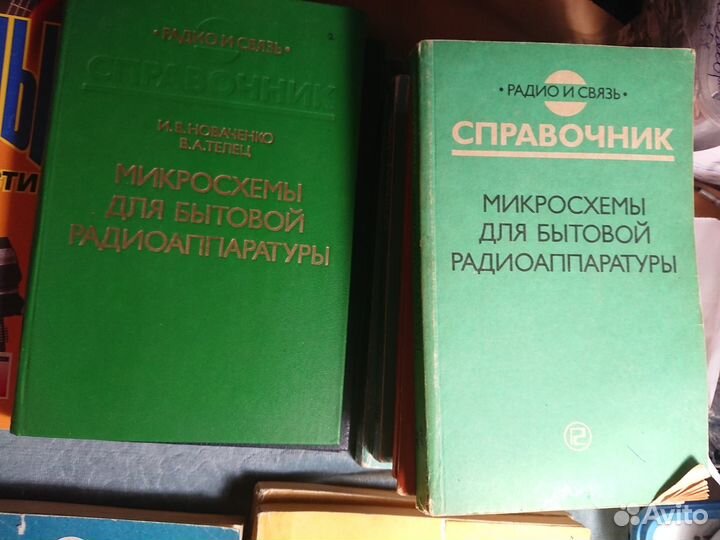 • РАДИО И СВЯЗЬ •
СПРАВОЧНИК
И. В. НОВАЧЕНКО
В. А. ТЕЛЕЦ
МИКРОСХЕМЫ
ДЛЯ БЫТОВОЙ
РАДИОАППАРАТУРЫ
• РАДИО И СВЯЗЬ •
СПРАВОЧНИК
МИКРОСХЕМЫ
ДЛЯ БЫТОВОЙ
РАДИОАППАРАТУРЫ
Avito